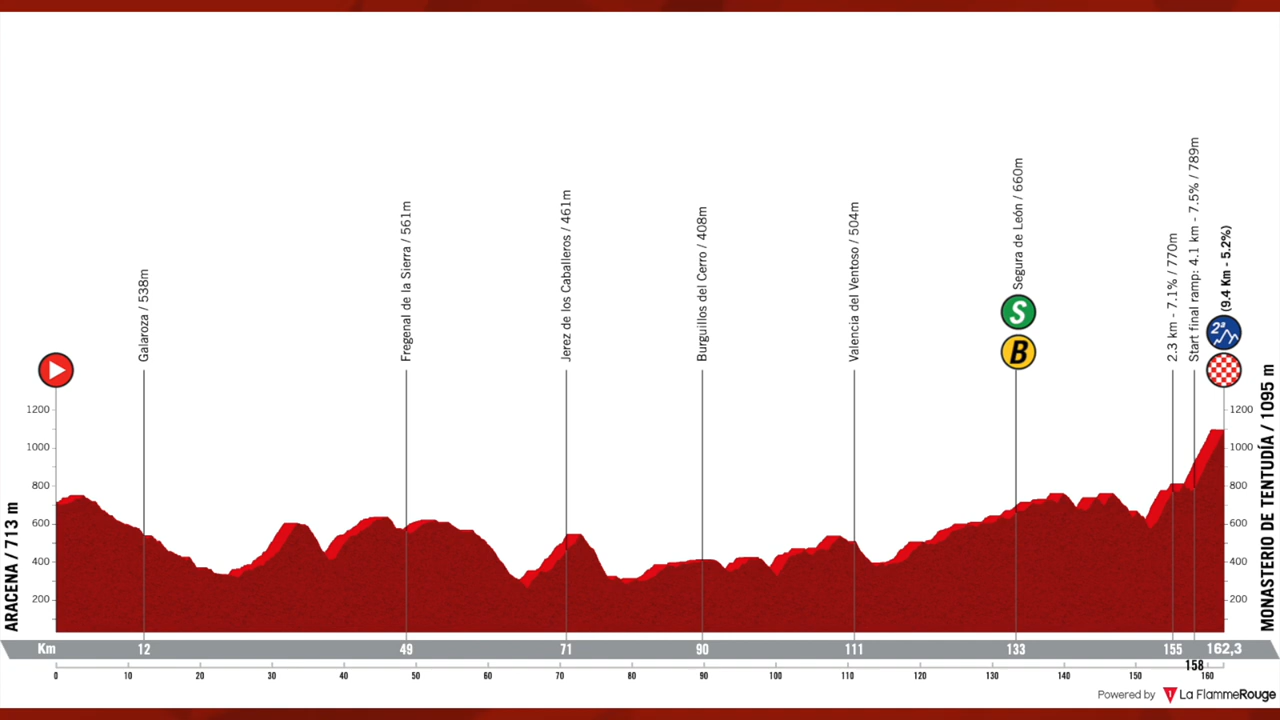 Galaroza / 538m
Fregenal de la Sierra / 561m
Jerez de los Caballeros / 461m
Burguillos del Cerro / 408m
Valencia del Ventoso / 504m
Segura de León / 660m
S
B
2.3 km - 7.1% / 770m
Start final ramp: 4.1 km - 7.5% / 789m
(9.4 Km - 5.2%)
2ª
ARACENA / 713 m
1200
1000
800
600
400
200
1200
1000
800
600
400
200
MONASTERIO DE TENTUDÍA / 1095 m
Km 12 49 71 90 111 133 155 162,3
158
0 10 20 30 40 50 60 70 80 90 100 110 120 130 140 150 160
Powered by La FlammeRouge